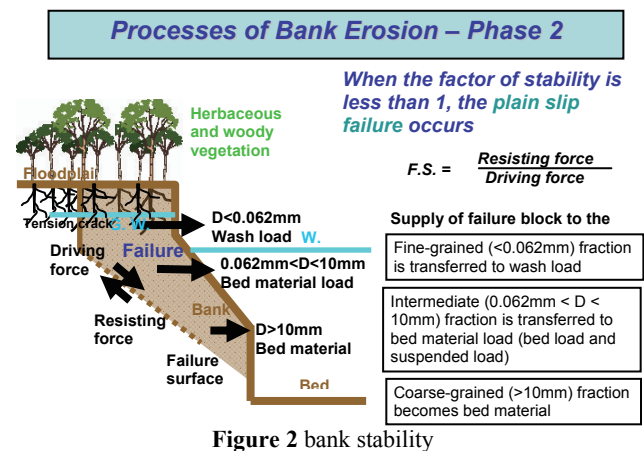 Processes of Bank Erosion – Phase 2
When the factor of stability is
less than 1, the plain slip
failure occurs
F.S. = Resisting force
Driving force
Herbaceous
and woody
vegetation
Floodplai
Tension crack
G. W.
D<0.062mm
Wash load
W.
Driving
force
Failure
0.062mm<D<10mm
Bed material load
Resisting
force
Bank
D>10mm
Bed material
Failure
surface
Bed
Supply of failure block to the
Fine-grained (<0.062mm) fraction
is transferred to wash load
Intermediate (0.062mm < D <
10mm) fraction is transferred to
bed material load (bed load and
suspended load)
Coarse-grained (>10mm) fraction
becomes bed material
Figure 2 bank stability